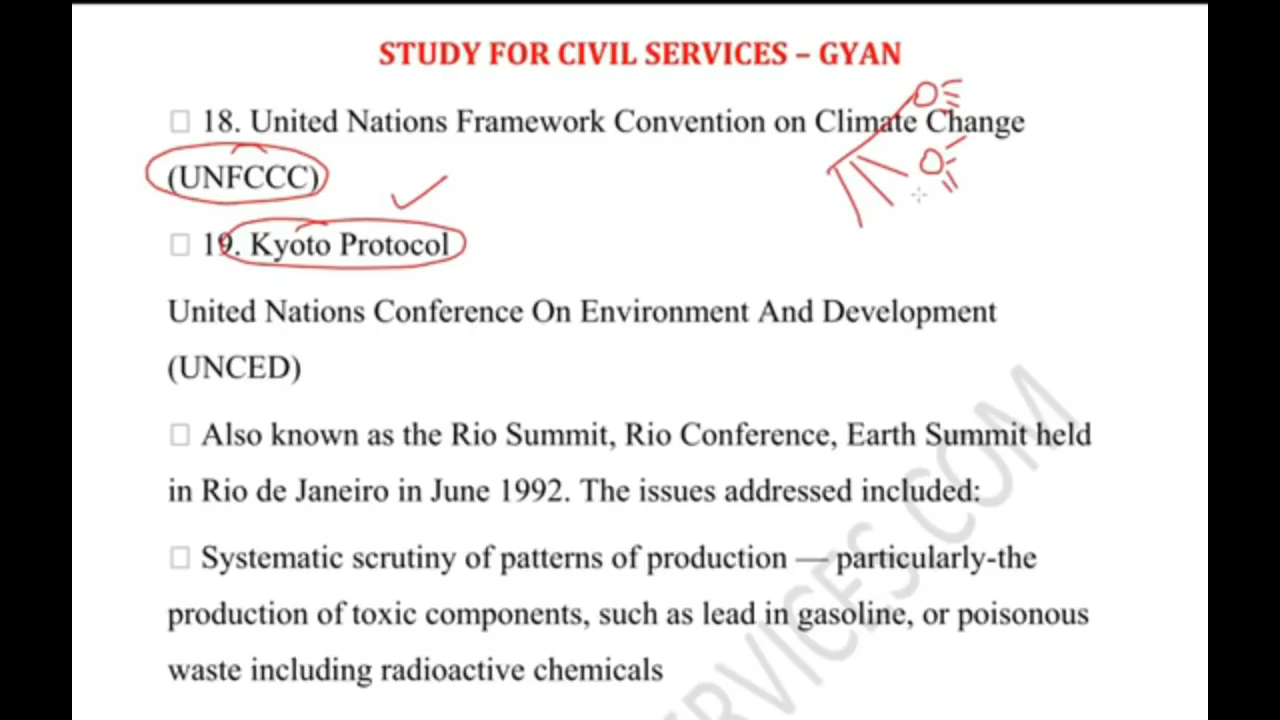 STUDY FOR CIVIL SERVICES – GYAN
18. United Nations Framework Convention on Climate Change
(UNFCCC)
19. Kyoto Protocol
United Nations Conference On Environment And Development
(UNCED)
Also known as the Rio Summit, Rio Conference, Earth Summit held
in Rio de Janeiro in June 1992. The issues addressed included:
Systematic scrutiny of patterns of production — particularly-the
production of toxic components, such as lead in gasoline, or poisonous
waste including radioactive chemicals
RVICES.COM